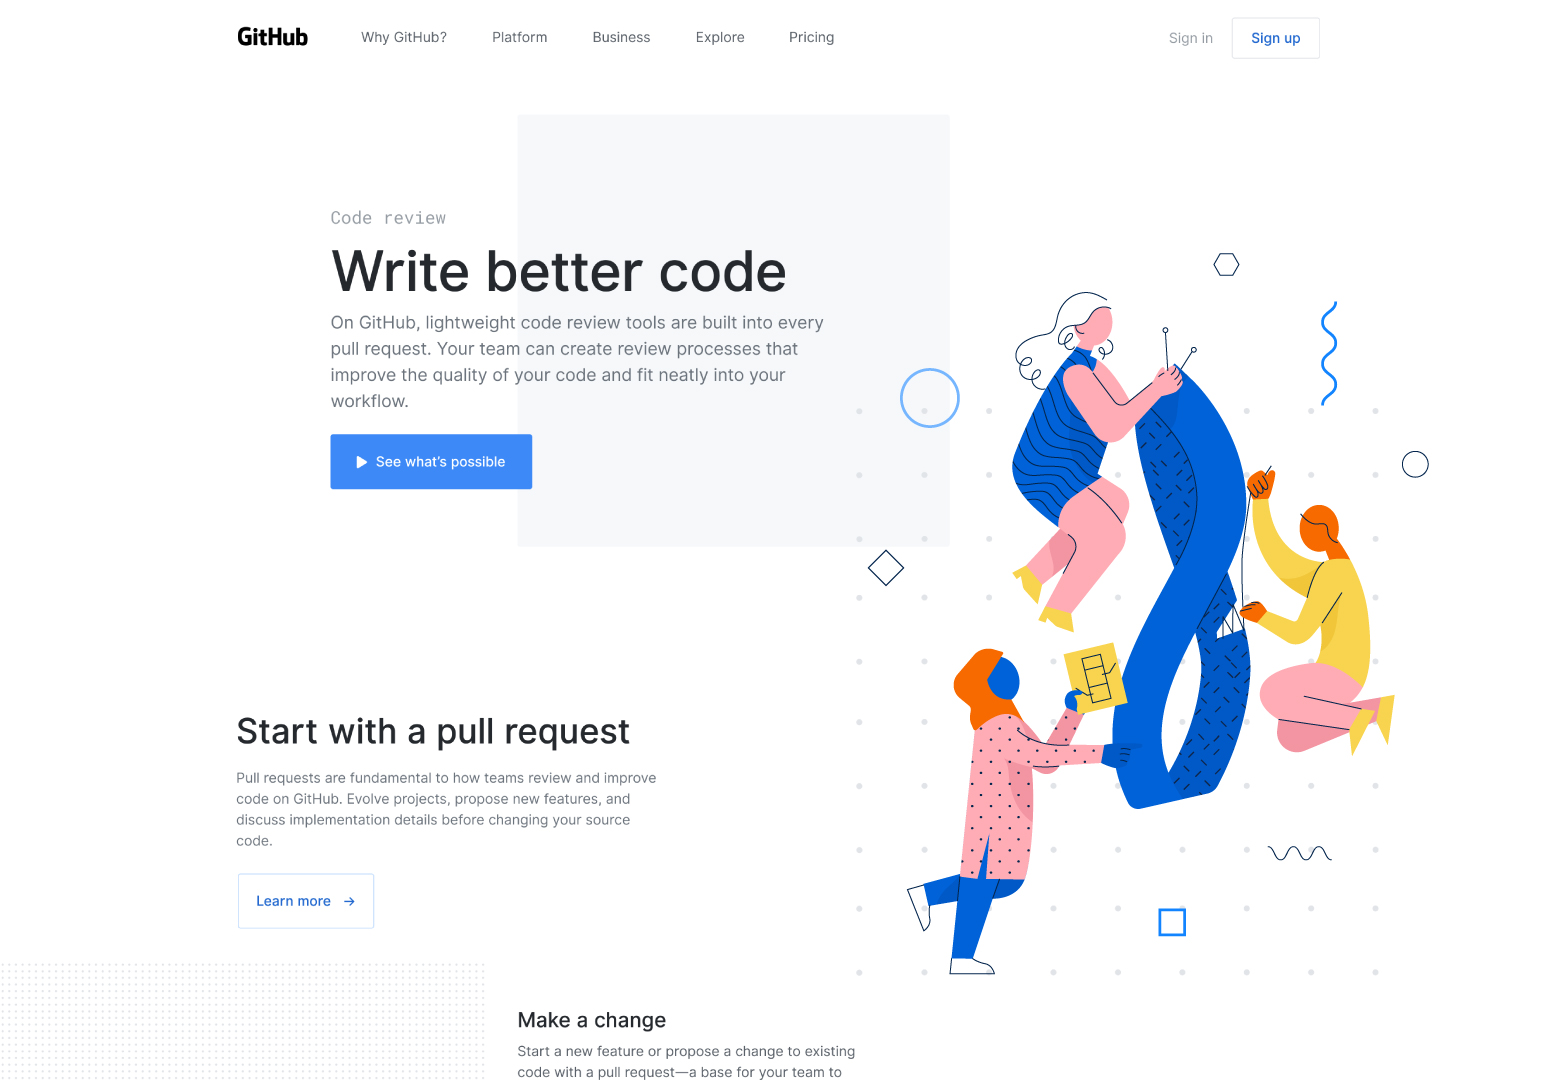 GitHub
Why GitHub?
Platform
Business
Explore
Pricing
Sign in
Sign up
Code review
Write better code
On GitHub, lightweight code review tools are built into every
pull request. Your team can create review processes that
improve the quality of your code and fit neatly into your
workflow.
See what’s possible
Start with a pull request
Pull requests are fundamental to how teams review and improve
code on GitHub. Evolve projects, propose new features, and
discuss implementation details before changing your source
code.
Learn more →
Make a change
Start a new feature or propose a change to existing
code with a pull request—a base for your team to